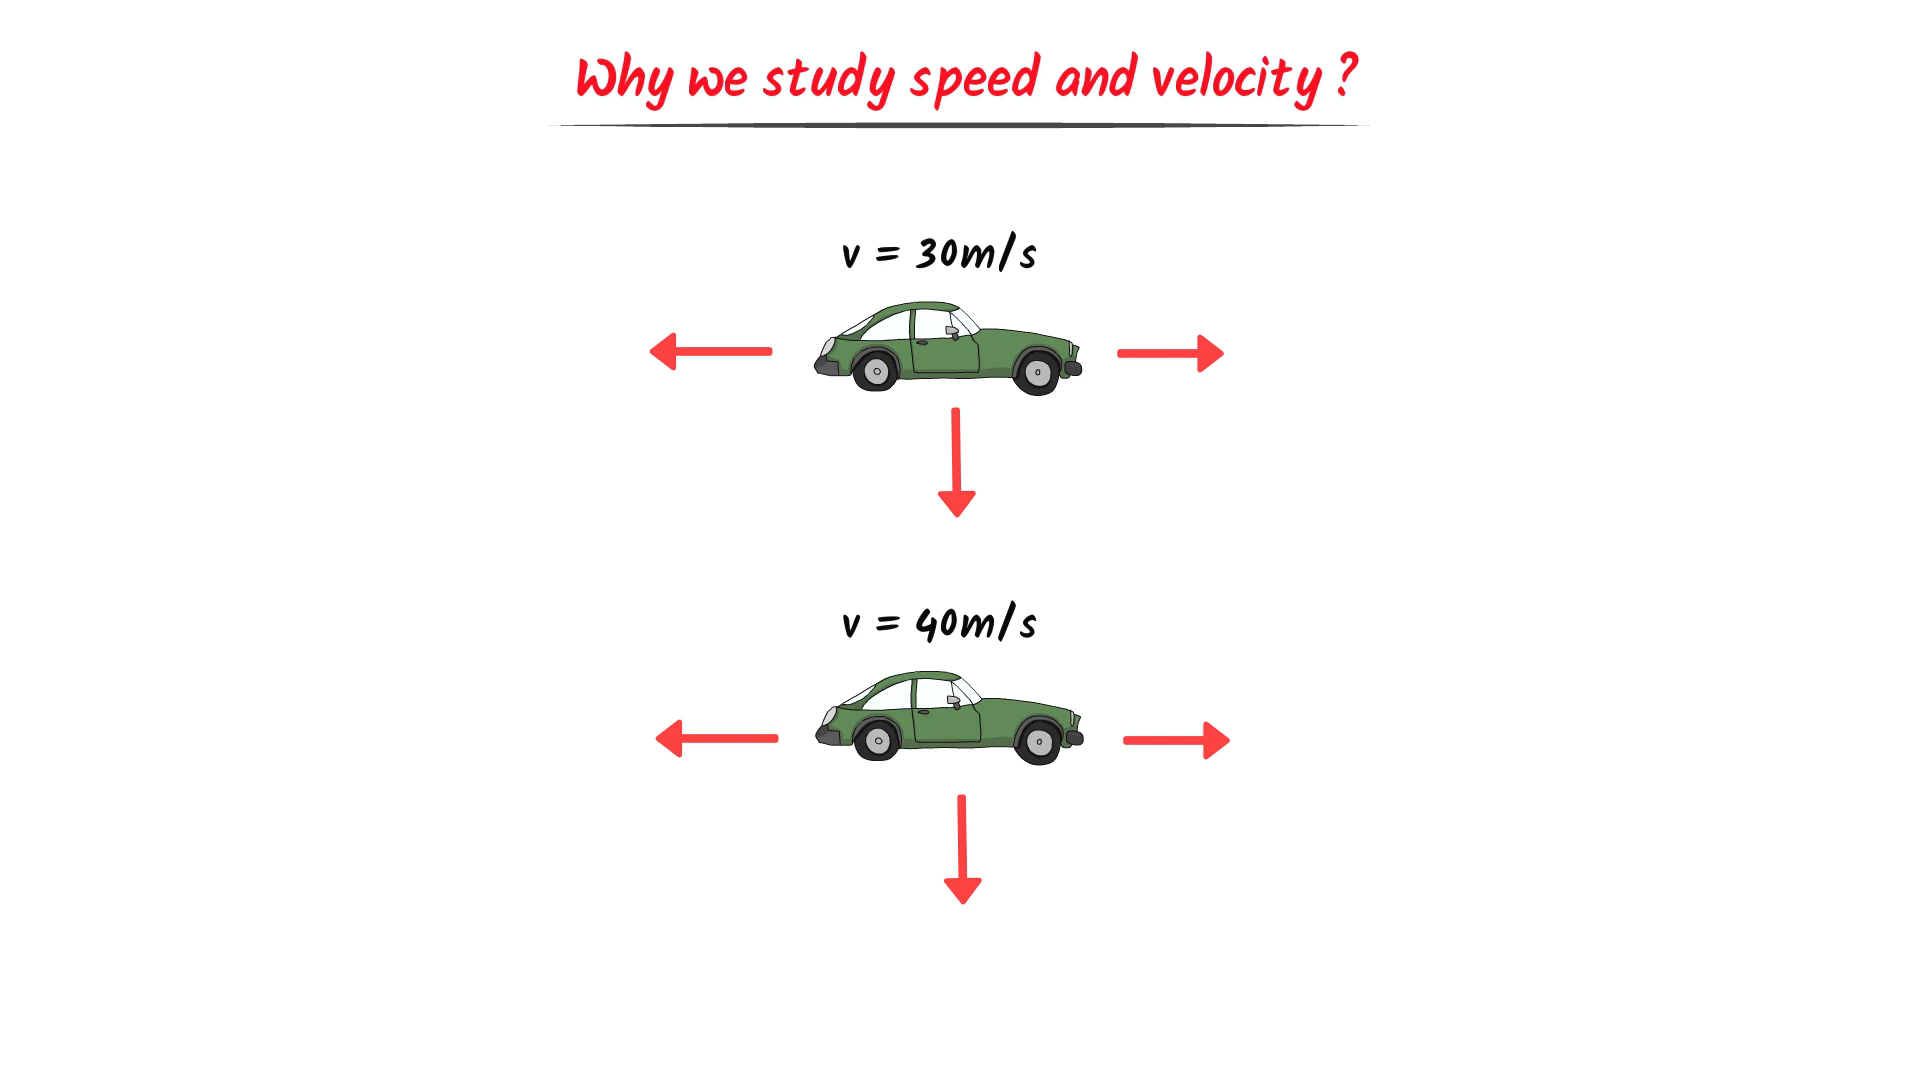 Why we study speed and velocity ?
v = 30m/s
v = 40m/s